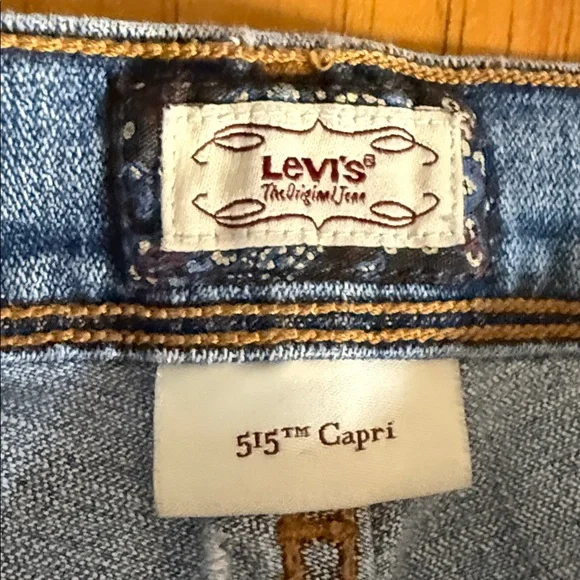 Levi's®
The Original Jean
515™ Capri